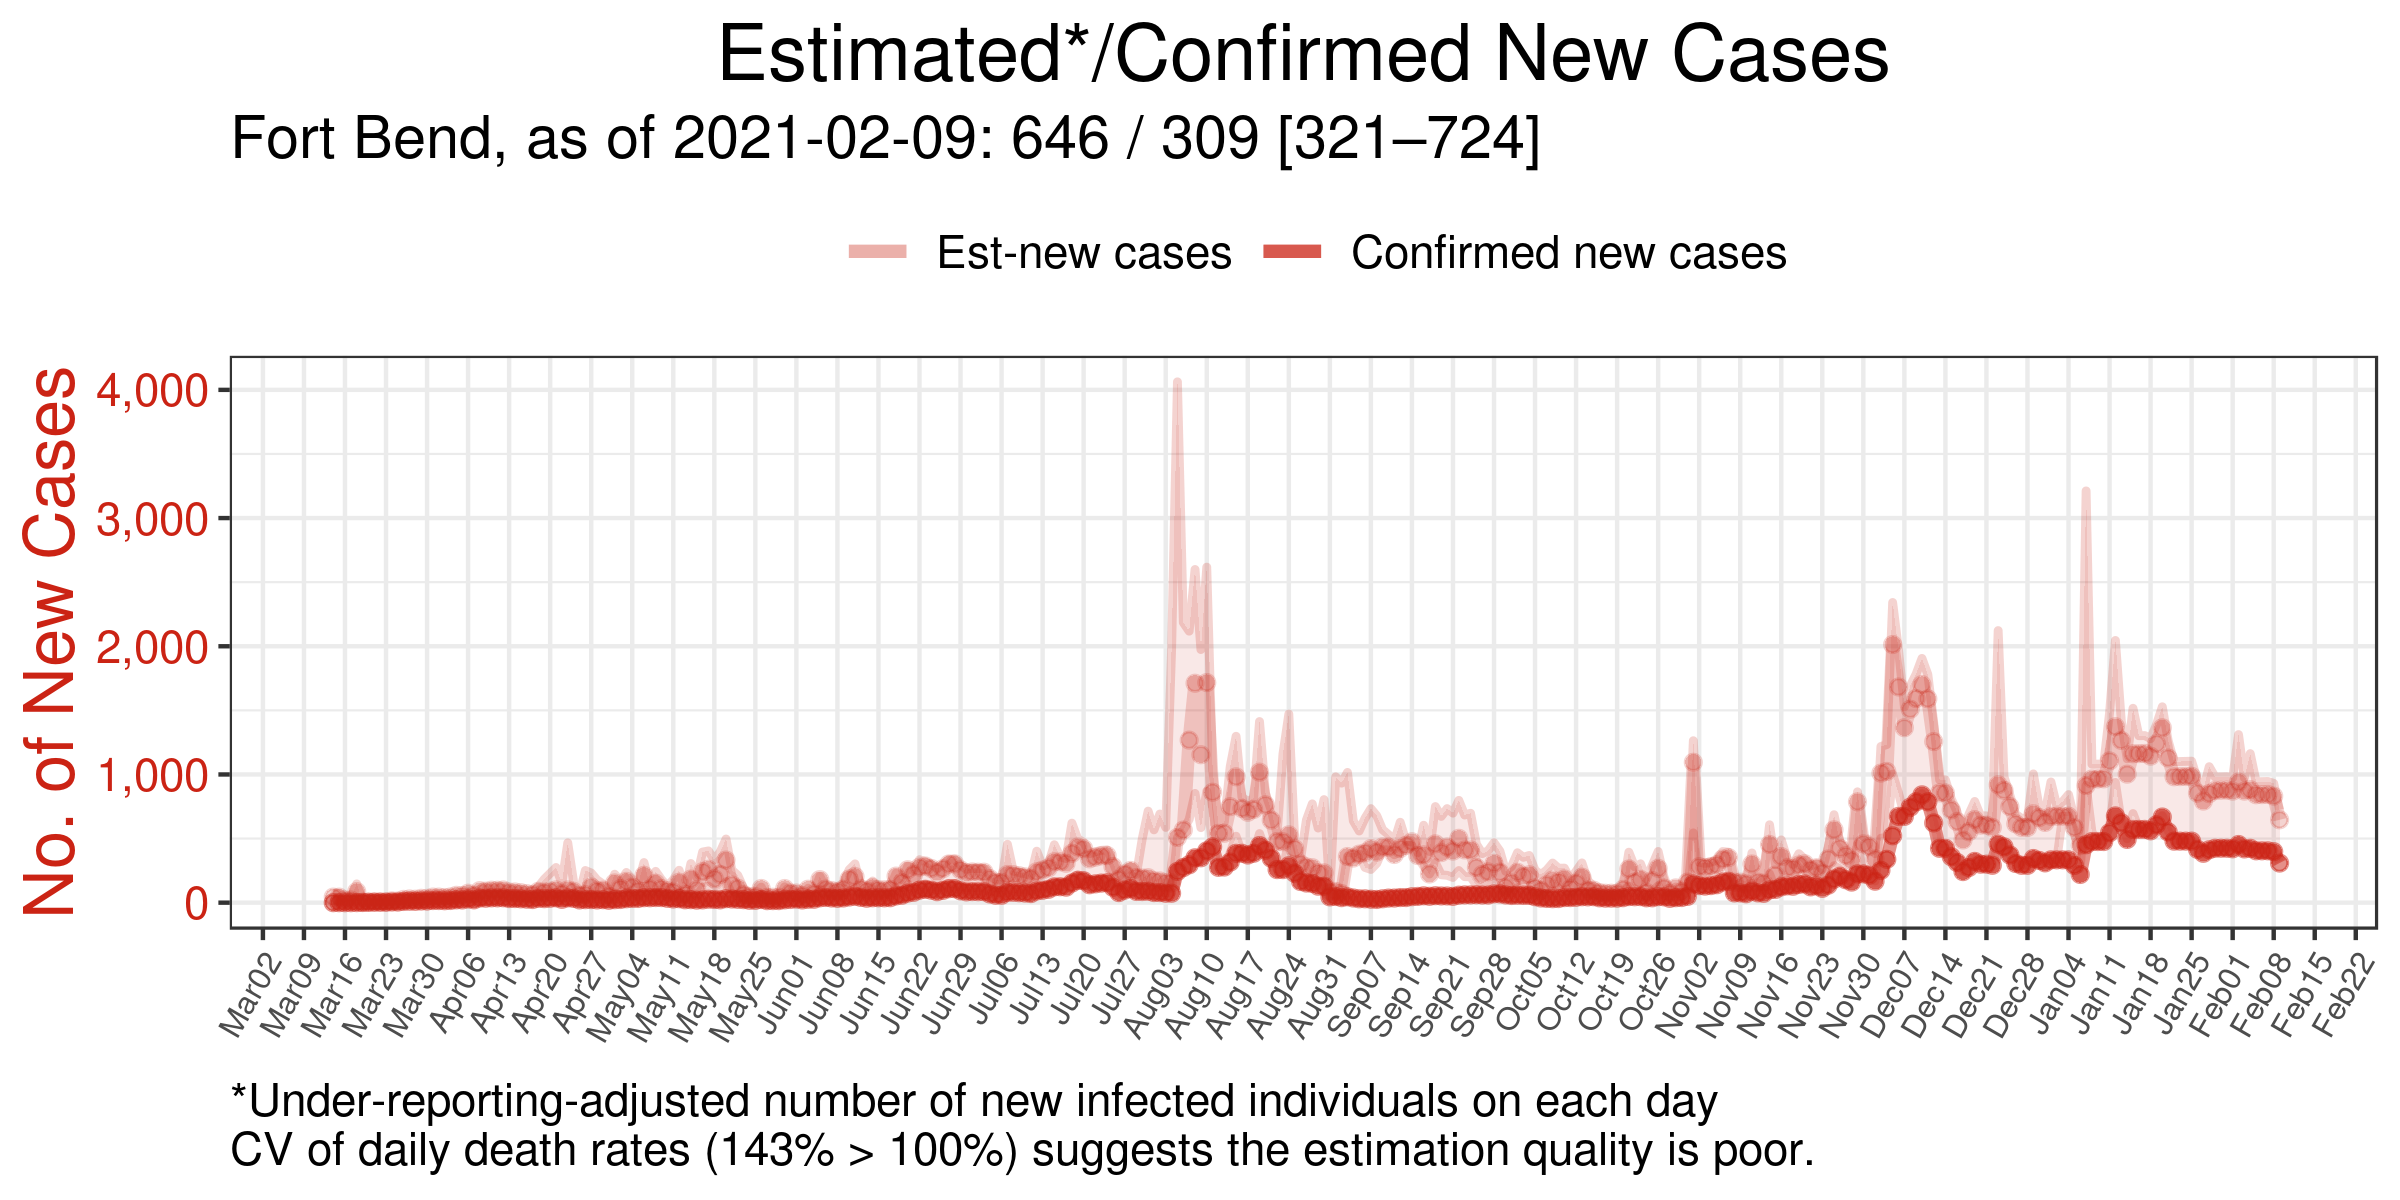 Estimated*/Confirmed New Cases
Fort Bend, as of 2021-02-09: 646 / 309 [321–724]
Est-new cases Confirmed new cases
No. of New Cases
4,000
3,000
2,000
1,000
0
Mar02 Mar09 Mar16 Mar23 Mar30 Apr06 Apr13 Apr20 Apr27 May04 May11 May18 May25 Jun01 Jun08 Jun15 Jun22 Jun29 Jul06 Jul13 Jul20 Jul27 Aug03 Aug10 Aug17 Aug24 Aug31 Sep07 Sep14 Sep21 Sep28 Oct05 Oct12 Oct19 Oct26 Nov02 Nov09 Nov16 Nov23 Nov30 Dec07 Dec14 Dec21 Dec28 Jan04 Jan11 Jan18 Jan25 Feb01 Feb08 Feb15 Feb22
*Under-reporting-adjusted number of new infected individuals on each day
CV of daily death rates (143% > 100%) suggests the estimation quality is poor.